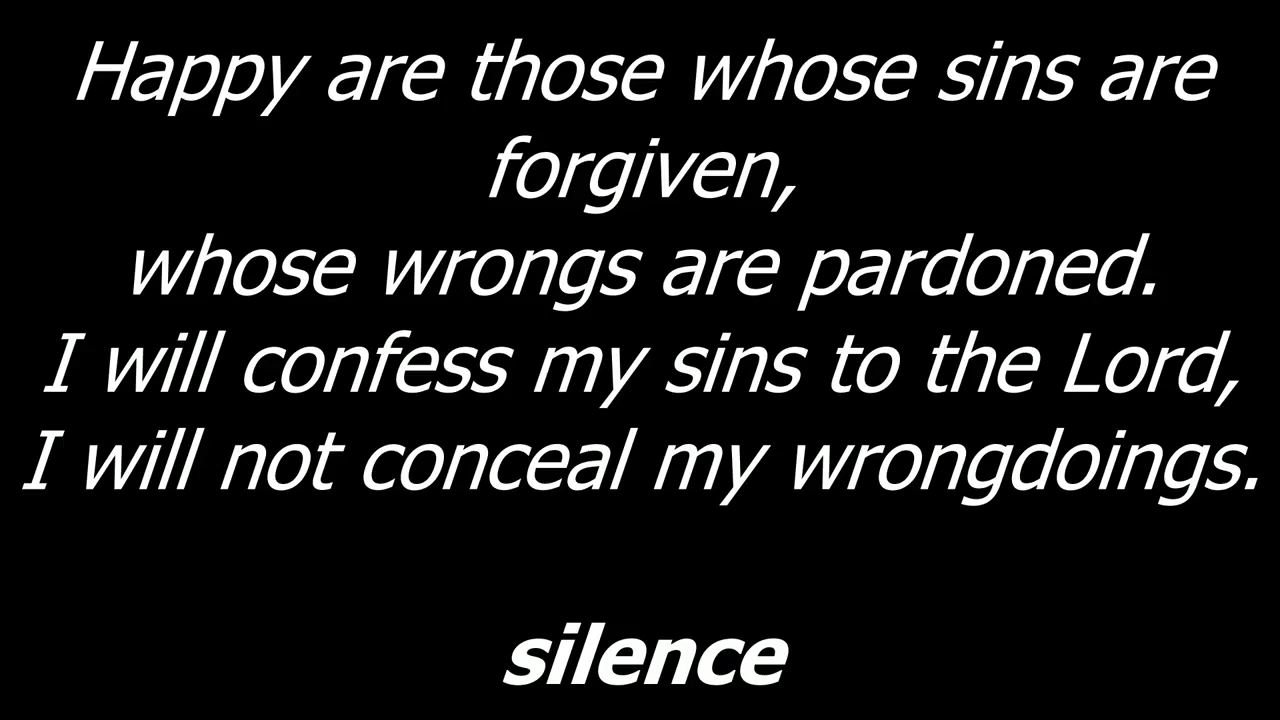 Happy are those whose sins are
forgiven,
whose wrongs are pardoned.
I will confess my sins to the Lord,
I will not conceal my wrongdoings.
silence